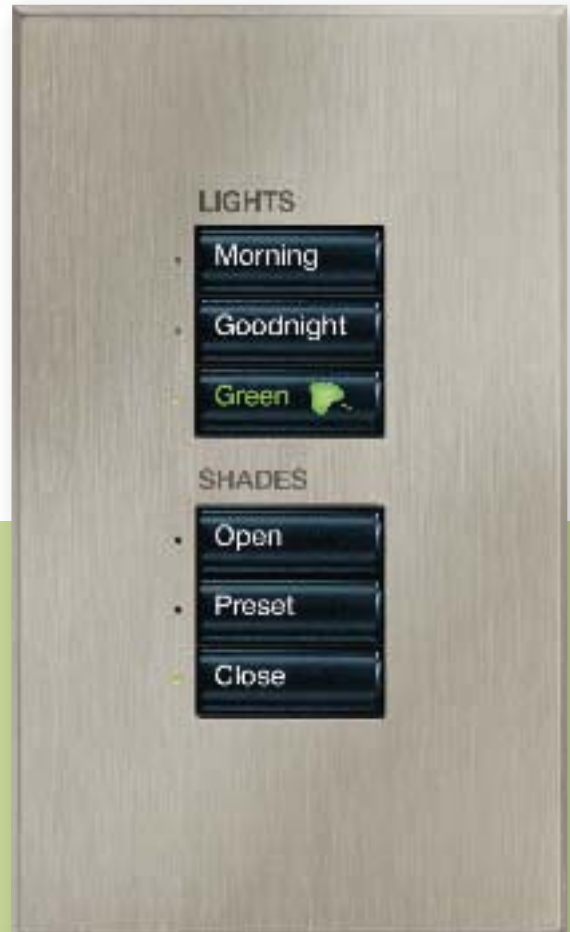 LIGHTS
Morning
Goodnight
Green
SHADES
Open
Preset
Close